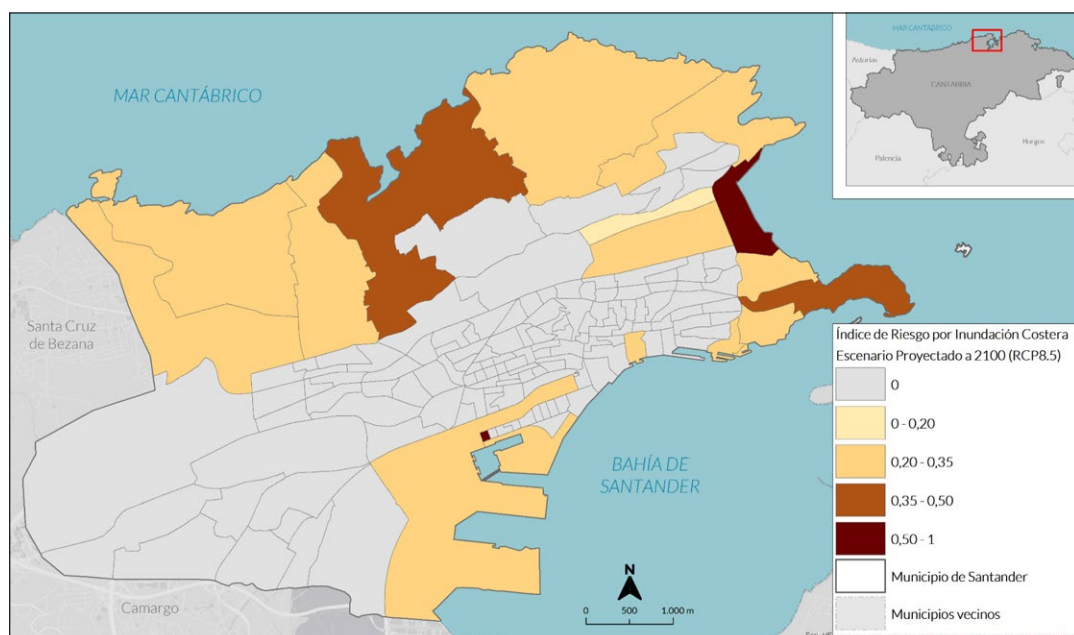 MAR CANTÁBRICO
Asturias
CANTABRIA
Burgos
Palencia
MAR CANTÁBRICO
Santa Cruz
de Bezana
BAHÍA DE
SANTANDER
Camargo
N
0 500 1.000 m
Índice de Riesgo por Inundación Costera
Escenario Proyectado a 2100 (RCP8.5)
0
0 - 0,20
0,20 - 0,35
0,35 - 0,50
0,50 - 1
Municipio de Santander
Municipios vecinos